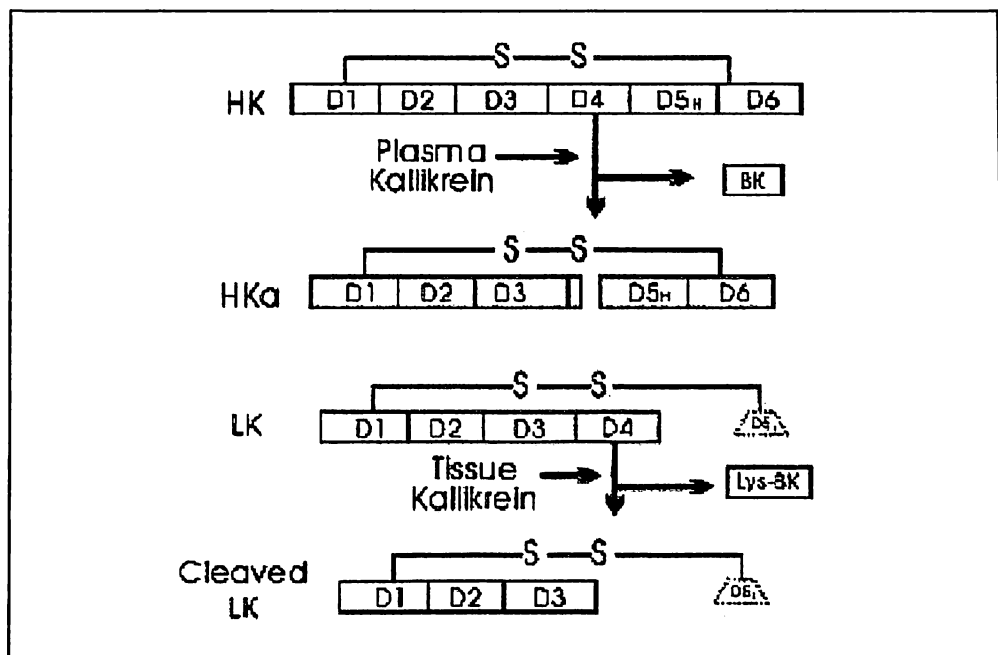 S S
HK D1 D2 D3 D4 D5H D6
Plasma
Kallikrein
BK
S S
HKa D1 D2 D3 D5H D6
S S
LK D1 D2 D3 D4
Tissue
Kallikrein
Lys-BK
S S
Cleaved
LK D1 D2 D3